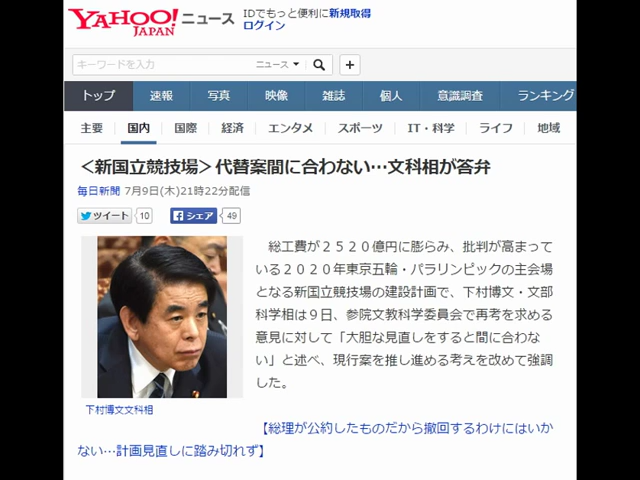 YAHOO! ニュース
JAPAN
IDでもっと便利に新規取得
ログイン
キーワードを入力 ニュース
トップ 速報 写真 映像 雑誌 個人 意識調査 ランキング
主要 国内 国際 経済 エンタメ スポーツ IT・科学 ライフ 地域
＜新国立競技場＞代替案間に合わない…文科相が答弁
毎日新聞 7月9日(木)21時22分配信
ツイート 10 シェア 49
総工費が２５２０億円に膨らみ、批判が高まって
いる２０２０年東京五輪・パラリンピックの主会場
となる新国立競技場の建設計画で、下村博文・文部
科学相は９日、参院文教科学委員会で再考を求める
意見に対して「大胆な見直しをすると間に合わな
い」と述べ、現行案を推し進める考えを改めて強調
した。
下村博文文科相
【総理が公約したものだから撤回するわけにはいか
ない…計画見直しに踏み切れず】